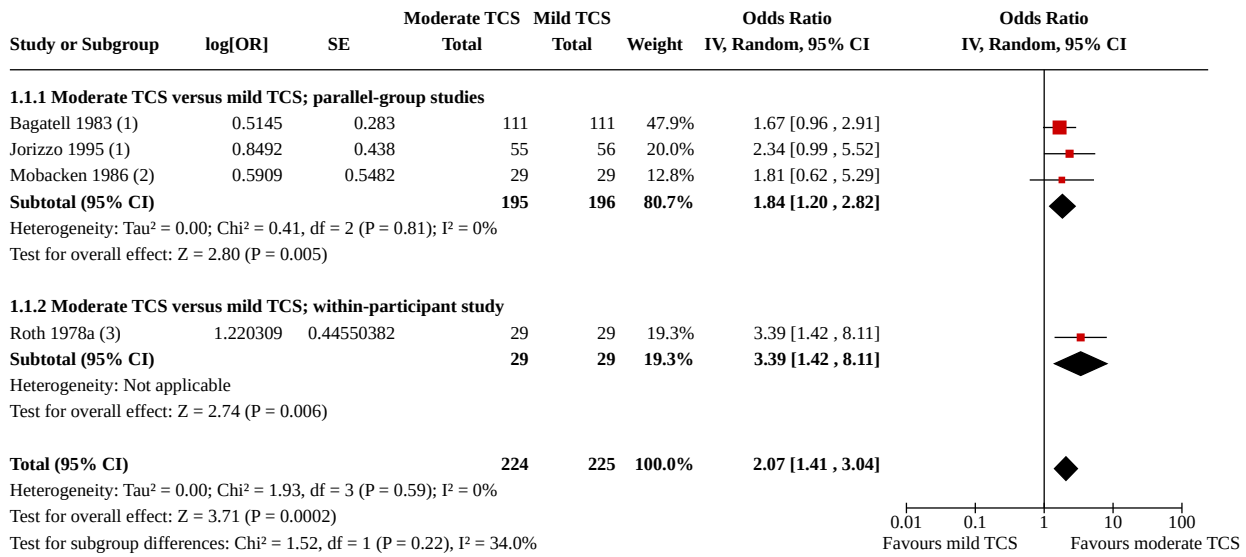 Moderate TCS Mild TCS Odds Ratio Odds Ratio
Study or Subgroup log[OR] SE Total Total Weight IV, Random, 95% CI IV, Random, 95% CI
1.1.1 Moderate TCS versus mild TCS; parallel-group studies
Bagatell 1983 (1) 0.5145 0.283 111 111 47.9% 1.67 [0.96 , 2.91]
Jorizzo 1995 (1) 0.8492 0.438 55 56 20.0% 2.34 [0.99 , 5.52]
Mobacken 1986 (2) 0.5909 0.5482 29 29 12.8% 1.81 [0.62 , 5.29]
Subtotal (95% CI) 195 196 80.7% 1.84 [1.20 , 2.82]
Heterogeneity: Tau² = 0.00; Chi² = 0.41, df = 2 (P = 0.81); I² = 0%
Test for overall effect: Z = 2.80 (P = 0.005)
1.1.2 Moderate TCS versus mild TCS; within-participant study
Roth 1978a (3) 1.220309 0.44550382 29 29 19.3% 3.39 [1.42 , 8.11]
Subtotal (95% CI) 29 29 19.3% 3.39 [1.42 , 8.11]
Heterogeneity: Not applicable
Test for overall effect: Z = 2.74 (P = 0.006)
Total (95% CI) 224 225 100.0% 2.07 [1.41 , 3.04]
Heterogeneity: Tau² = 0.00; Chi² = 1.93, df = 3 (P = 0.59); I² = 0%
Test for overall effect: Z = 3.71 (P = 0.0002) 0.01 0.1 1 10 100
Test for subgroup differences: Chi² = 1.52, df = 1 (P = 0.22), I² = 34.0% Favours mild TCS Favours moderate TCS